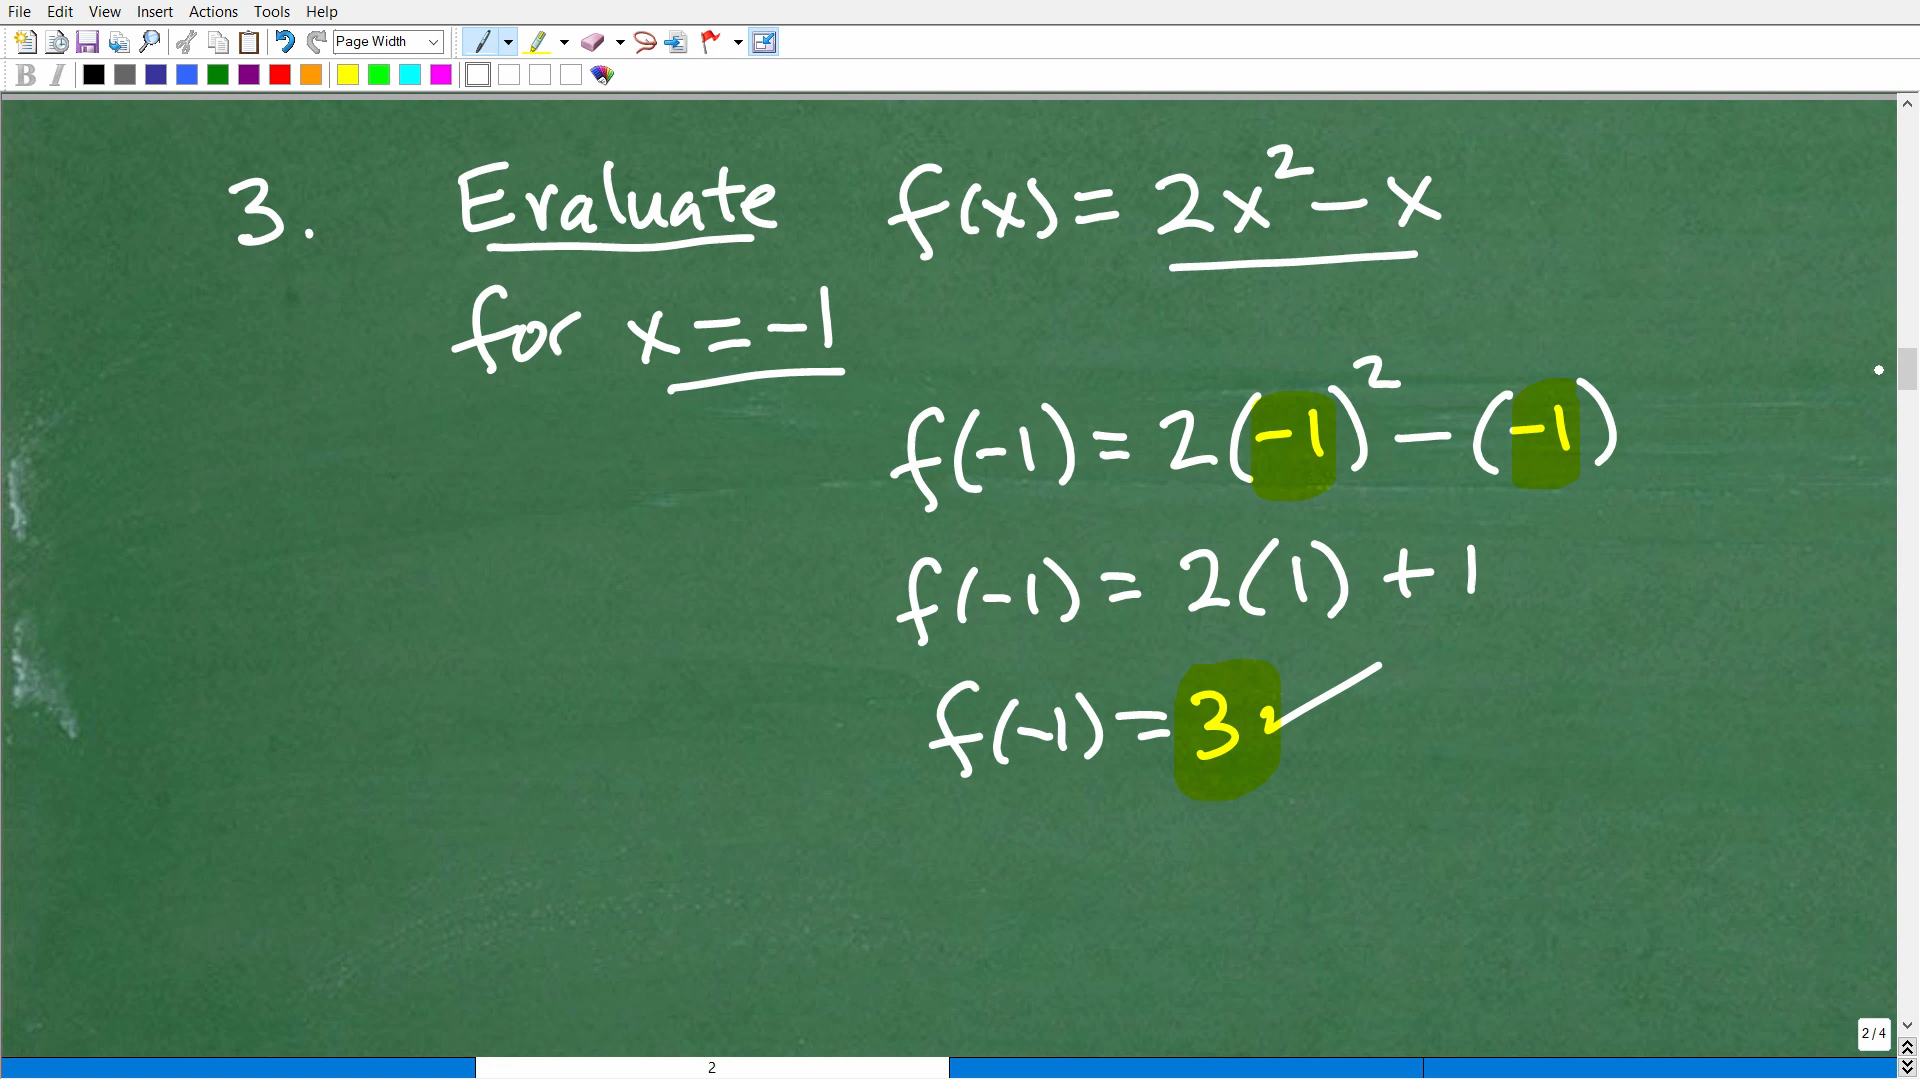 File Edit View Insert Actions Tools Help
Page Width
B I
3. Evaluate f(x) = 2x² - x
for x = -1
f(-1) = 2(-1)² - (-1)
f(-1) = 2(1) + 1
f(-1) = 3 ✓
2 / 4
2